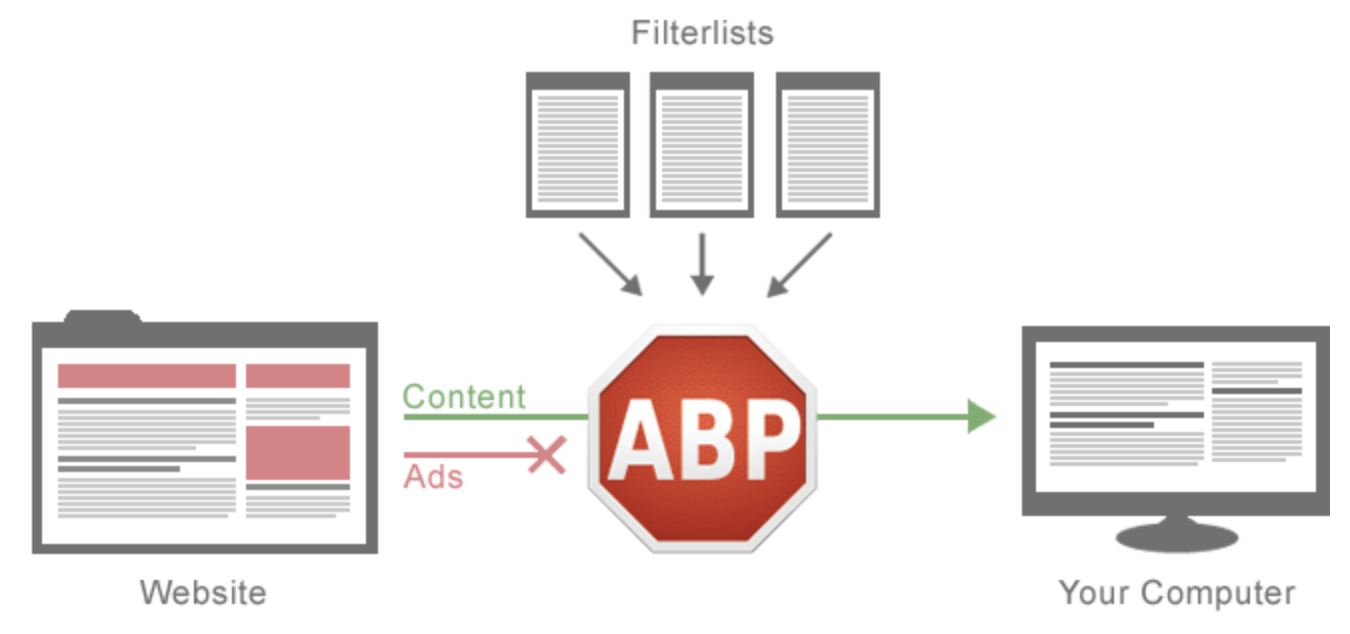 Filterlists
Content
Ads
ABP
Website
Your Computer